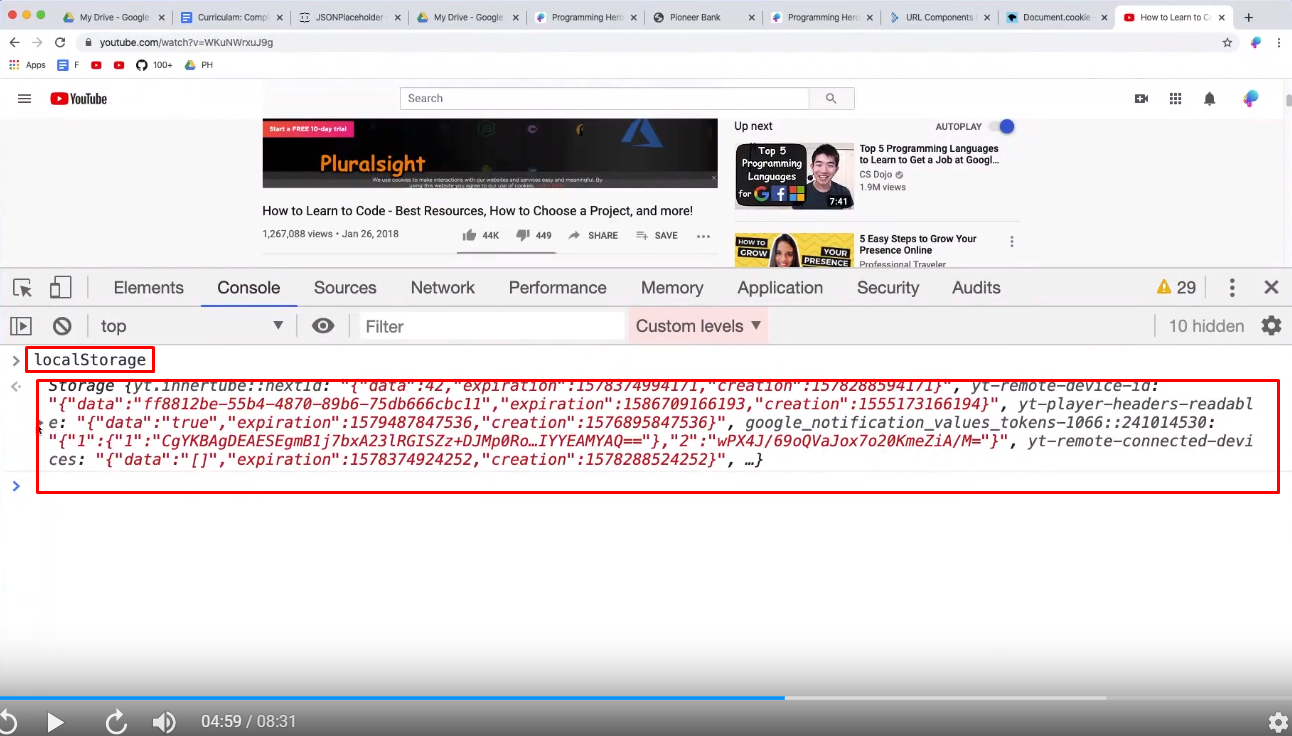 My Drive - Google
Curriculam: Comp
JSONPlaceholder
My Drive - Google
Programming Hero
Pioneer Bank
Programming Hero
URL Components
Document.cookie
How to Learn to C
youtube.com/watch?v=WKuNWrxuJ9g
Apps F 100+ PH
YouTube
Search
Start a FREE 10-day trial
Pluralsight
We use cookies to make interactions with our websites and services easy and meaningful. By
using this website you agree to our use of cookies.
How to Learn to Code - Best Resources, How to Choose a Project, and more!
1,267,088 views • Jan 26, 2018
44K 449 SHARE SAVE
Up next AUTOPLAY
Top 5
Programming
Languages
for
7:41
Top 5 Programming Languages
to Learn to Get a Job at Googl...
CS Dojo
1.9M views
HOW TO
GROW
YOUR
PRESENCE
5 Easy Steps to Grow Your
Presence Online
Professional Traveler
Elements Console Sources Network Performance Memory Application Security Audits 29
top Filter Custom levels 10 hidden
> localStorage
Storage {yt.innertube::nextId: "{"data":42,"expiration":1578374994171,"creation":1578288594171}", yt-remote-device-id:
"{"data":"ff8812be-55b4-4870-89b6-75db666cbc11","expiration":1586709166193,"creation":1555173166194}", yt-player-headers-readabl
e: "{"data":"true","expiration":1579487847536,"creation":1576895847536}", google_notification_values_tokens-1066::241014530:
"{"1":{"1":"CgYKBAgDEAESEgmB1j7bxA23lRGISZz+DJMp0Ro…IYYEAMYAQ=="},"2":"wPX4J/69oQVaJox7o20KmeZiA/M="}", yt-remote-connected-devi
ces: "{"data":"[]","expiration":1578374924252,"creation":1578288524252}", …}
>
04:59 / 08:31